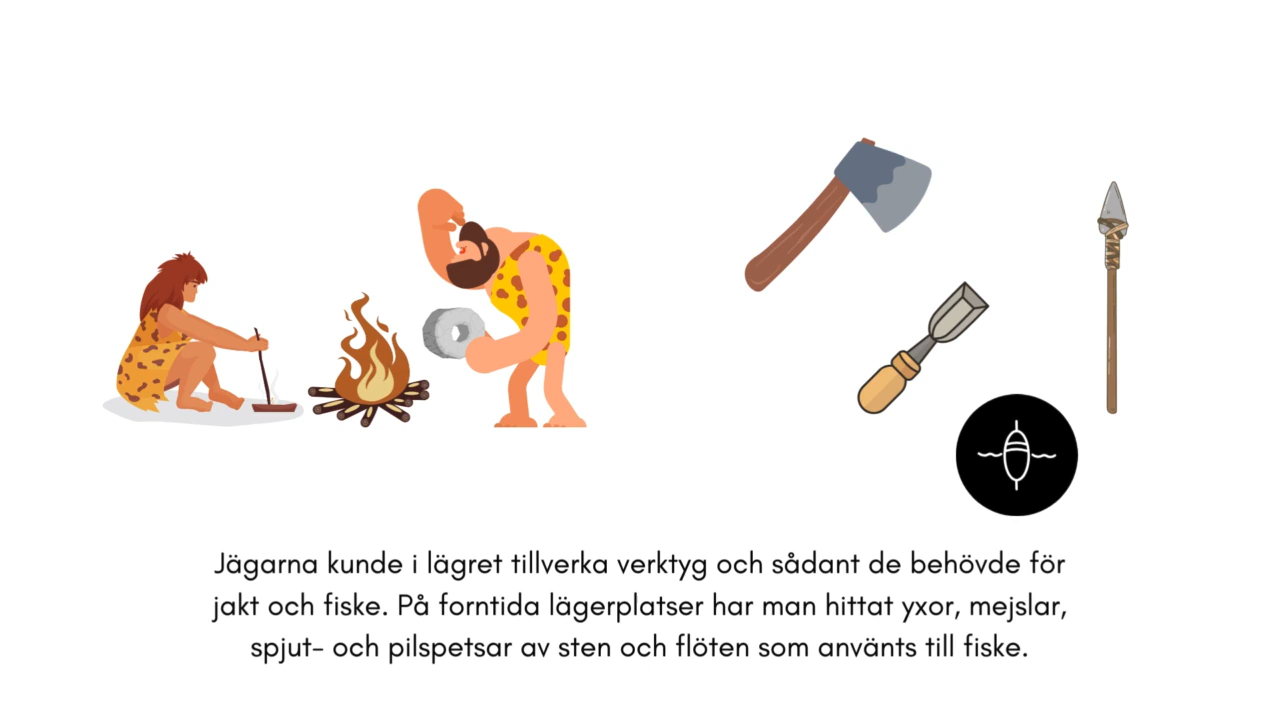 Jägarna kunde i lägret tillverka verktyg och sådant de behövde för
jakt och fiske. På forntida lägerplatser har man hittat yxor, mejslar,
spjut- och pilspetsar av sten och flöten som använts till fiske.